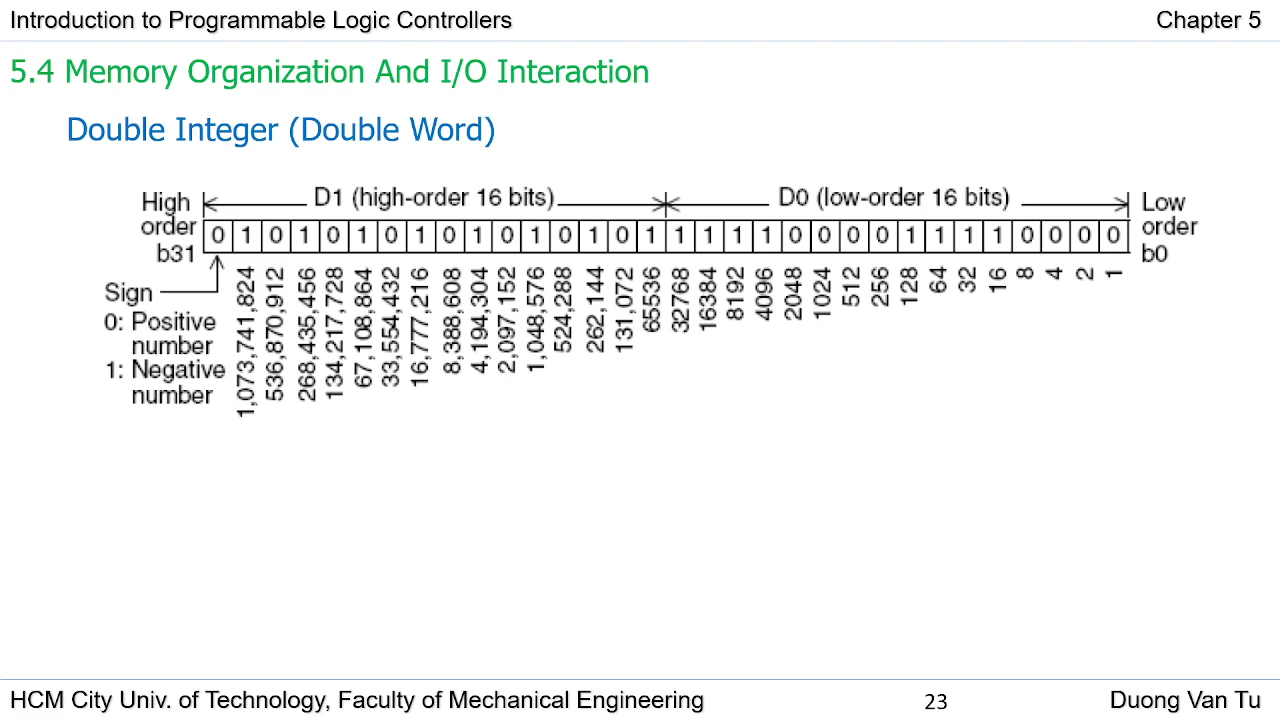 Introduction to Programmable Logic Controllers
Chapter 5
5.4 Memory Organization And I/O Interaction
Double Integer (Double Word)
D1 (high-order 16 bits)
D0 (low-order 16 bits)
High
order
b31
Low
order
b0
0 1 0 1 0 1 0 1 0 1 0 1 0 1 0 1 1 1 1 1 0 0 0 0 1 1 1 1 0 0 0 0
Sign
0: Positive
number
1: Negative
number
1,073,741,824
536,870,912
268,435,456
134,217,728
67,108,864
33,554,432
16,777,216
8,388,608
4,194,304
2,097,152
1,048,576
524,288
262,144
131,072
65536
32768
16384
8192
4096
2048
1024
512
256
128
64
32
16
8
4
2
1
HCM City Univ. of Technology, Faculty of Mechanical Engineering
23
Duong Van Tu